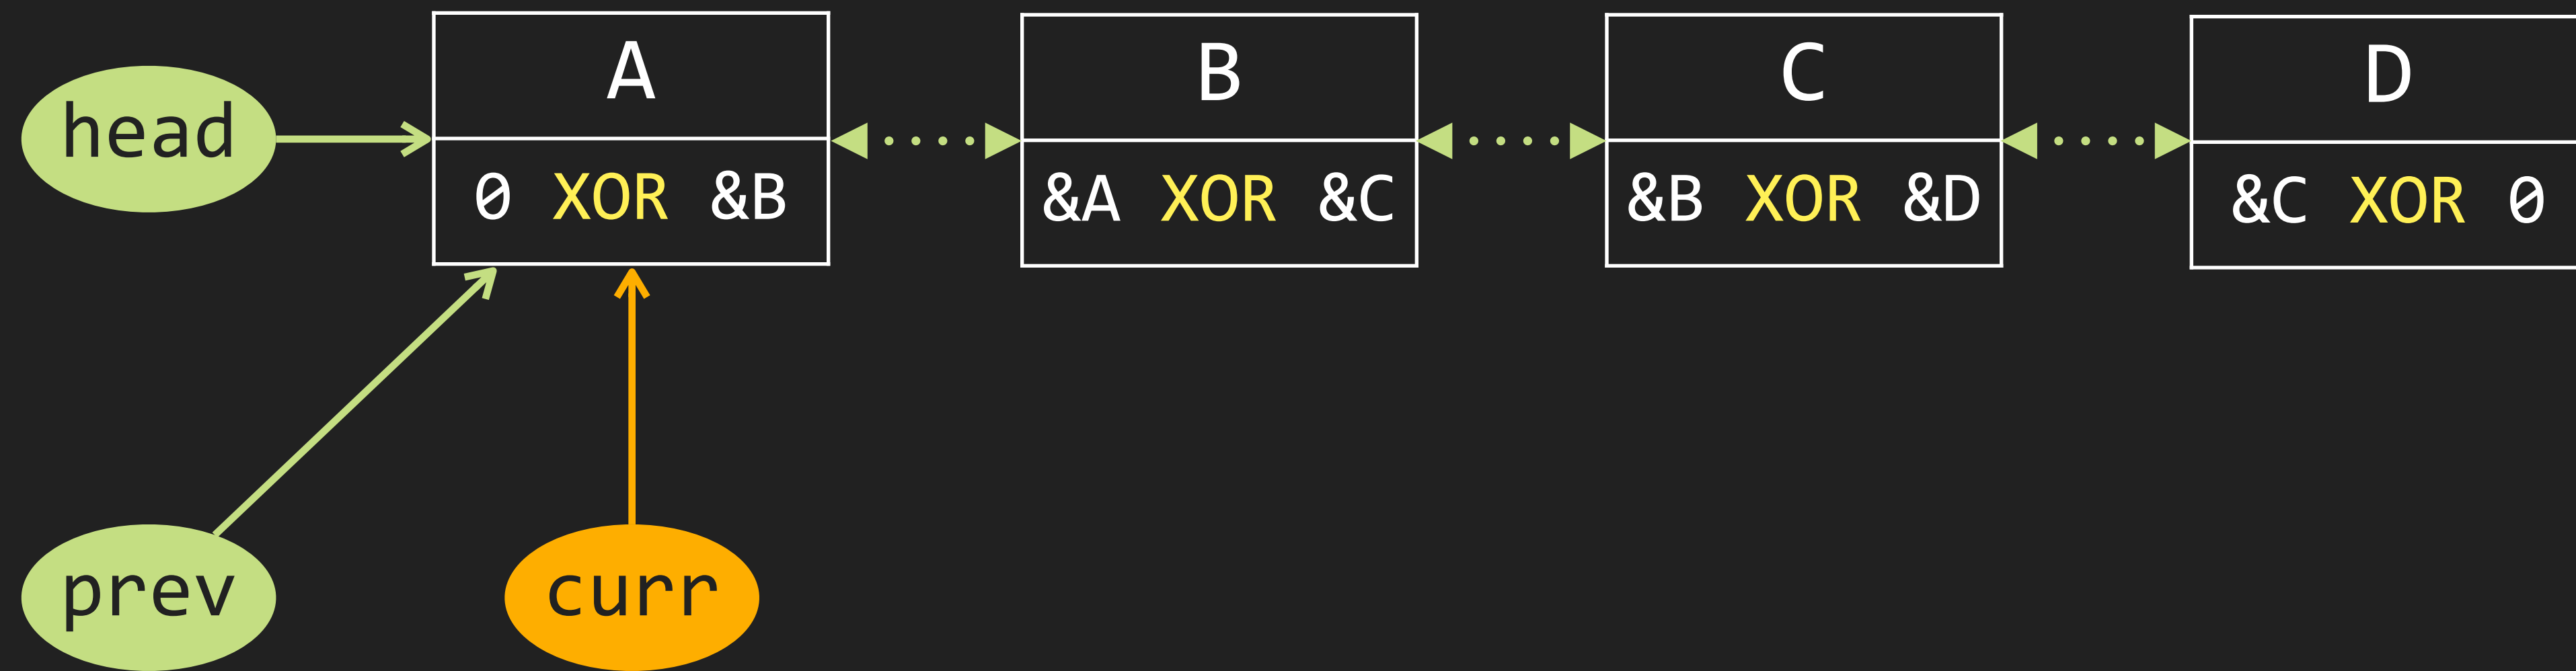 A
B
C
D
head
0 XOR &B
&A XOR &C
&B XOR &D
&C XOR 0
prev
curr